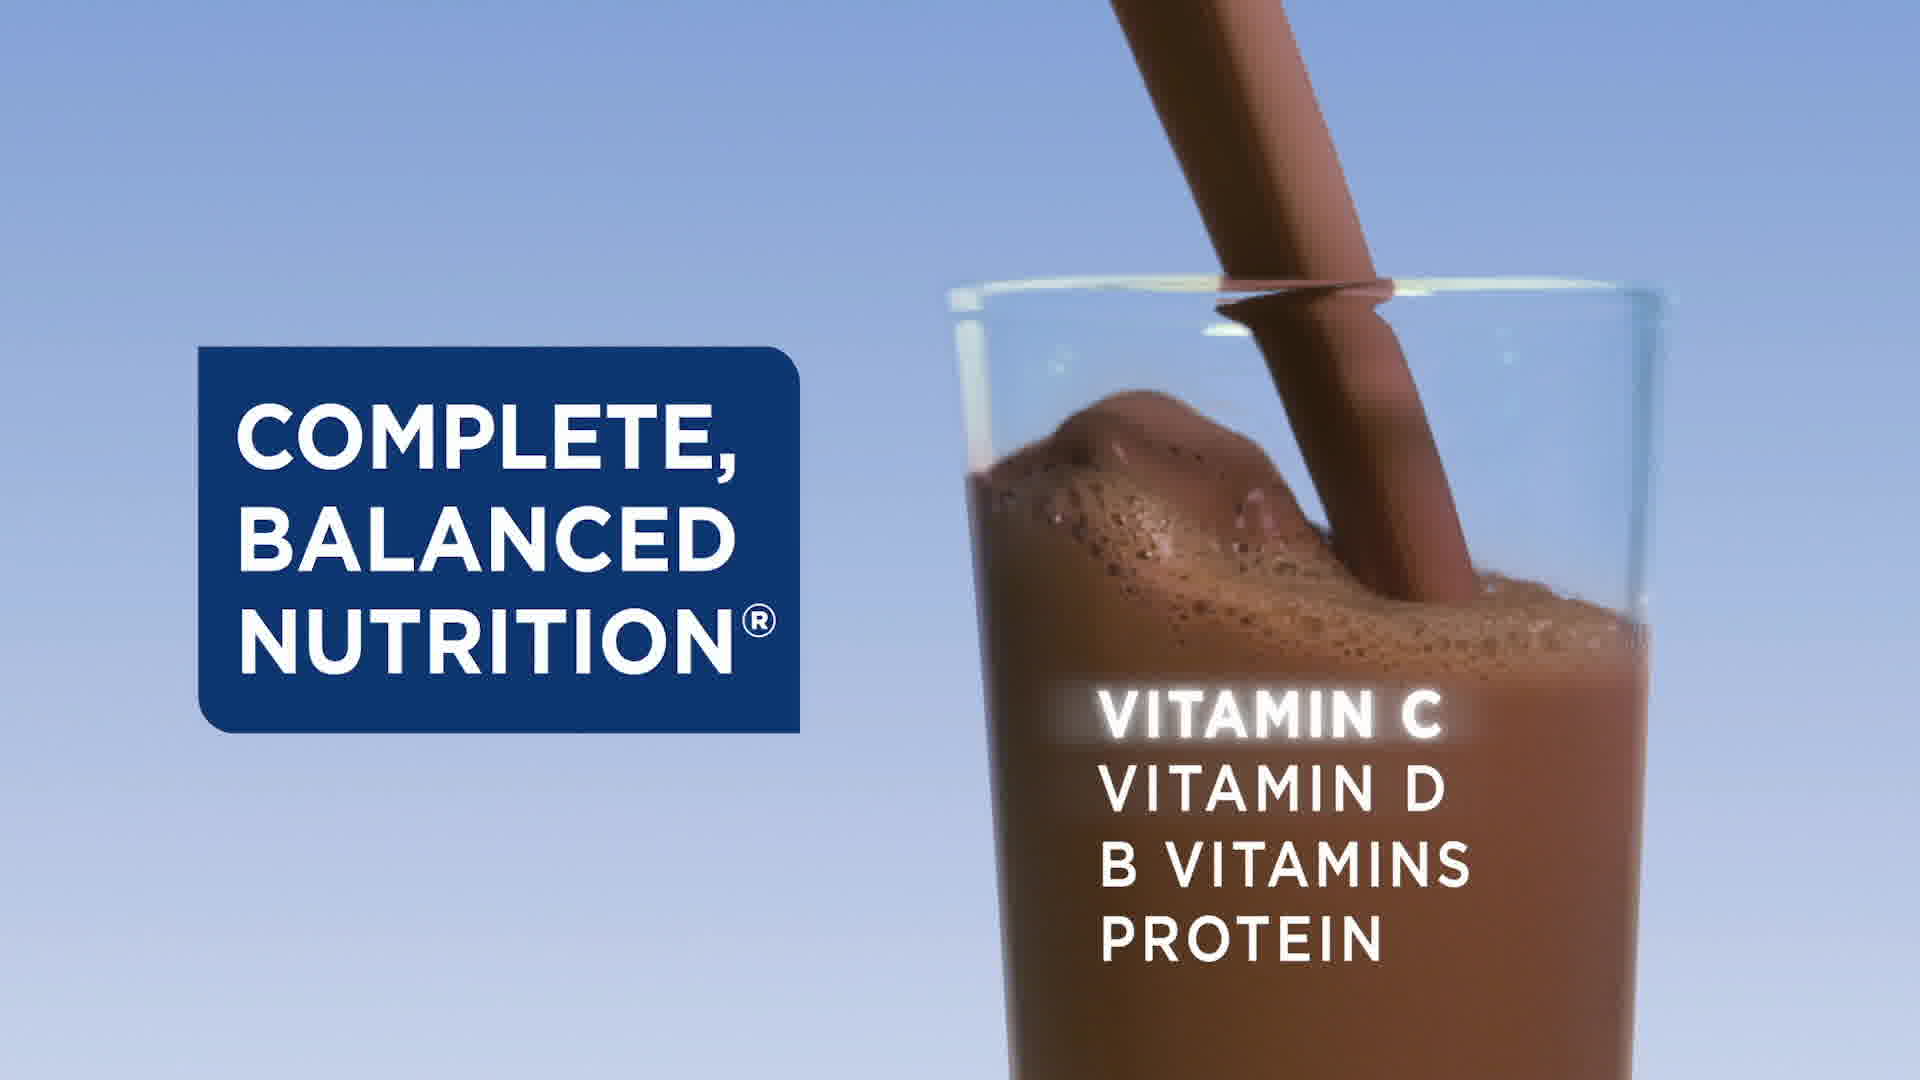 COMPLETE,
BALANCED
NUTRITION®
VITAMIN C
VITAMIN D
B VITAMINS
PROTEIN